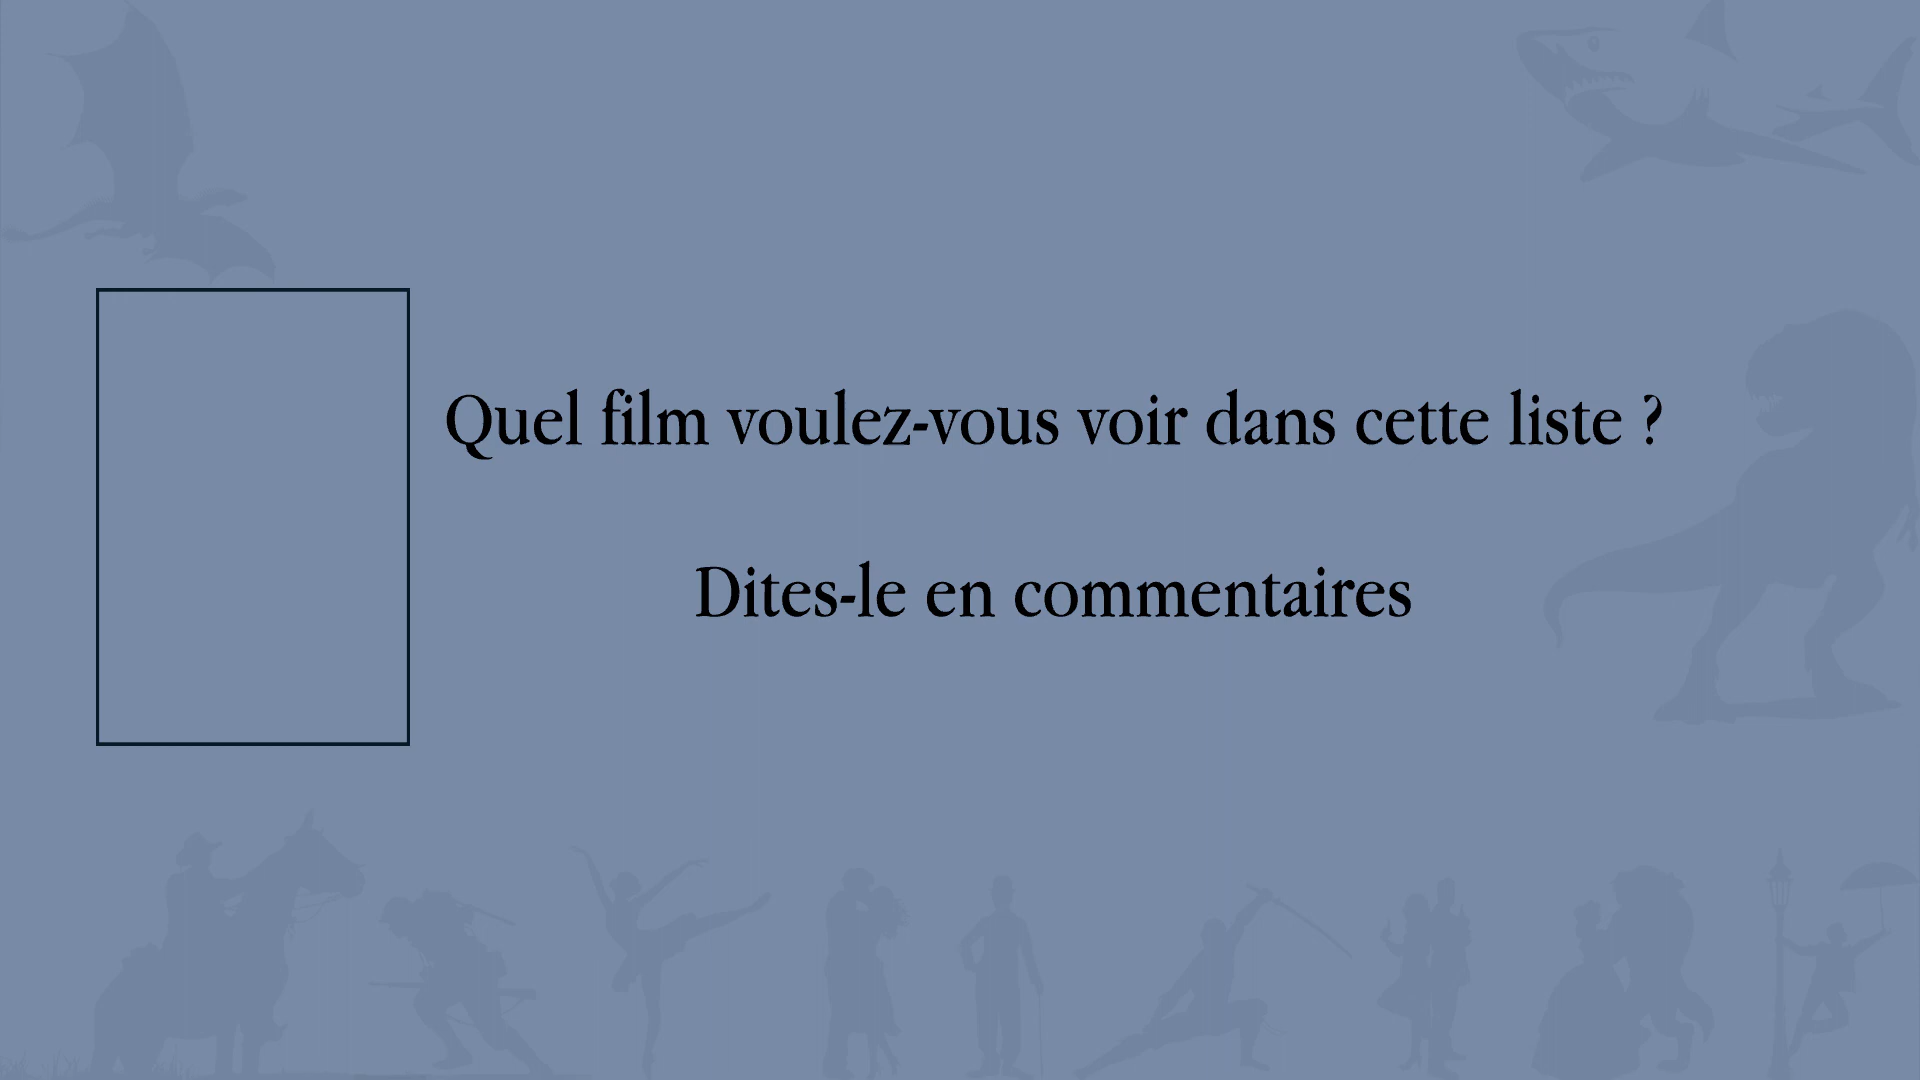 Quel film voulez-vous voir dans cette liste ?
Dites-le en commentaires